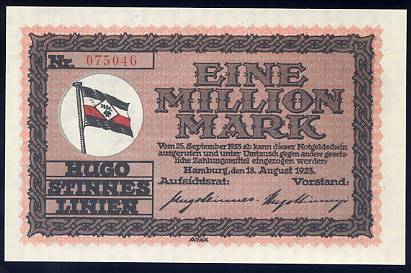 Nr. 075046
EINE
MILLION
MARK
Vom 25. September 1923 ab kann dieser Notgeldschein
aufgerufen und unter Umtausch gegen andere gesetz-
liche Zahlungsmittel eingezogen werden.
Hamburg, den 18. August 1923.
Aufsichtsrat: Vorstand:
HUGO
STINNES
LINIEN